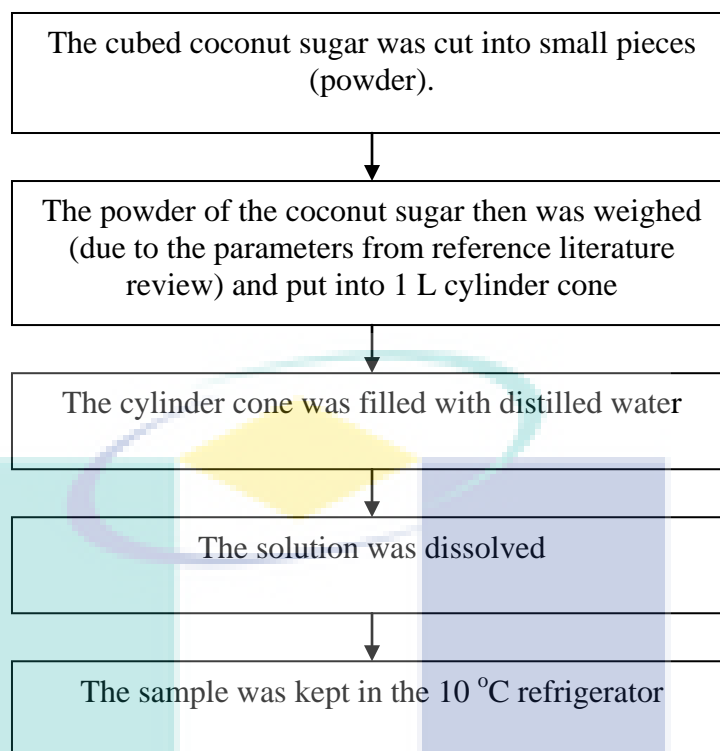 The cubed coconut sugar was cut into small pieces
(powder).
The powder of the coconut sugar then was weighed
(due to the parameters from reference literature
review) and put into 1 L cylinder cone
The cylinder cone was filled with distilled water
The solution was dissolved
The sample was kept in the 10 °C refrigerator